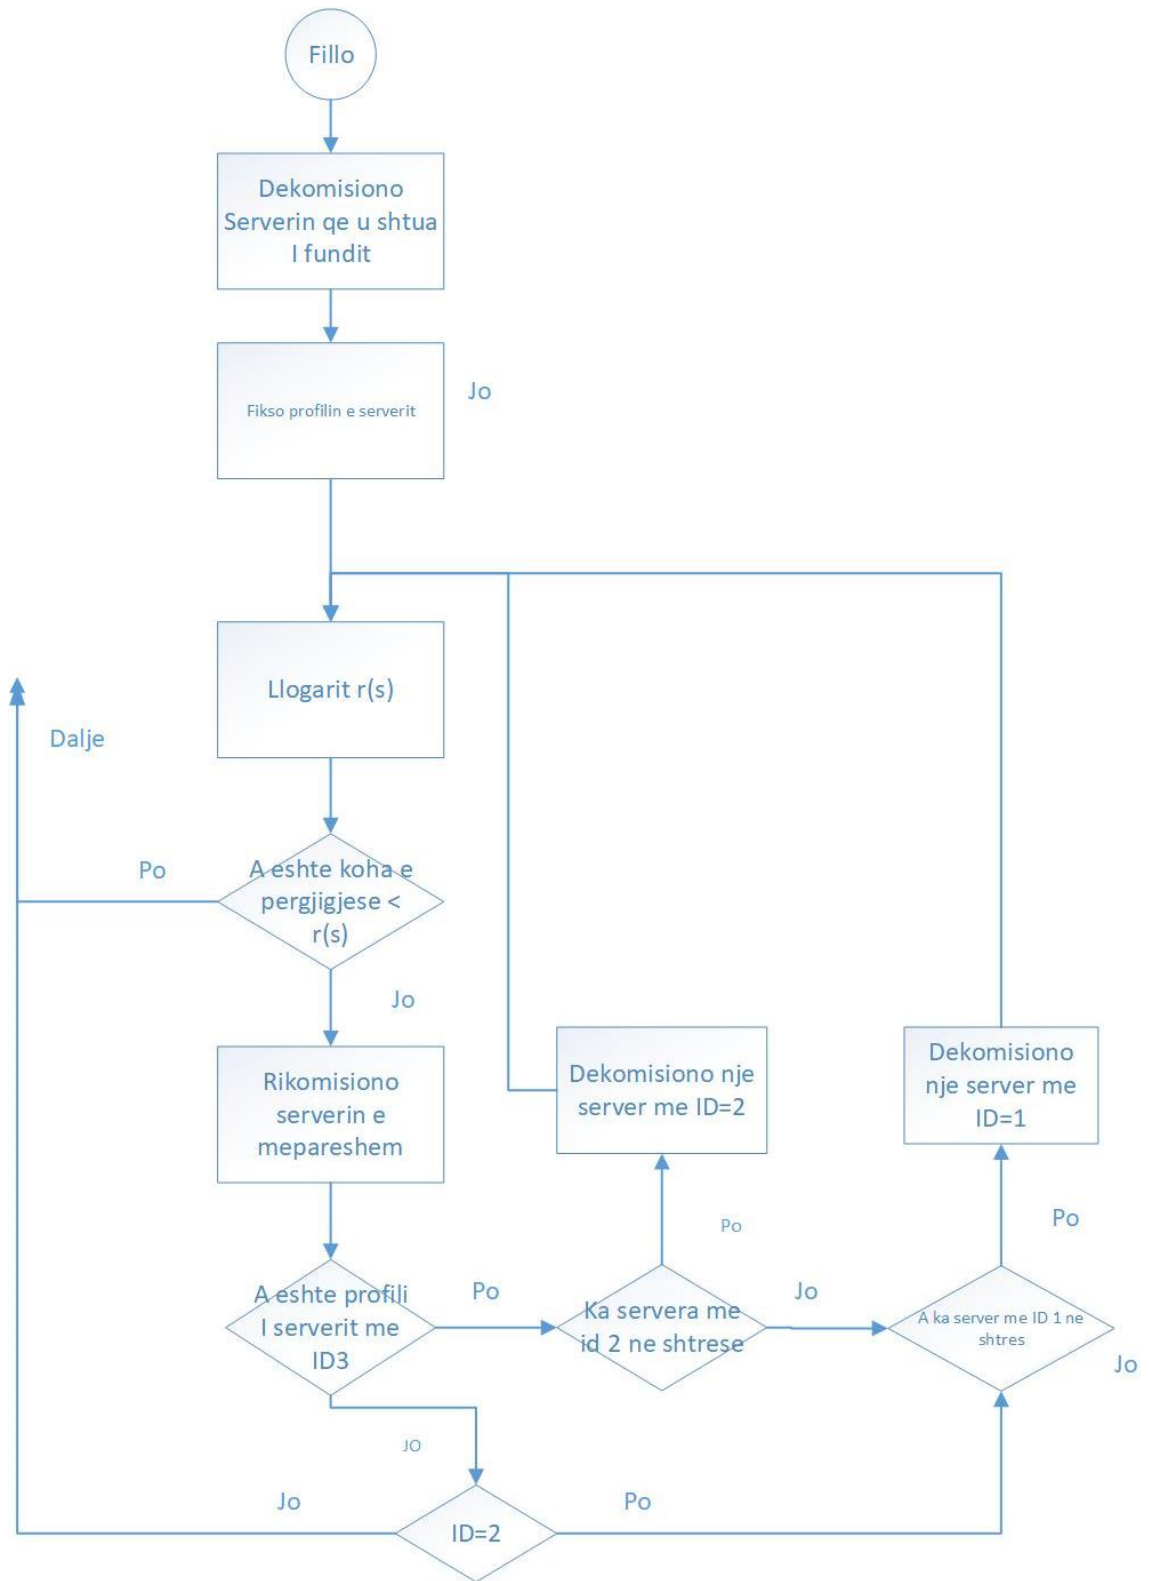 Fillo
Dekomisiono
Serverin qe u shtua
I fundit
Fikso profilin e serverit
Jo
Llogarit r(s)
Dalje
Po
A eshte koha e
pergjigjese <
r(s)
Jo
Rikomisiono
serverin e
mepareshem
Dekomisiono nje
server me ID=2
Dekomisiono
nje server me
ID=1
Po
Po
A eshte profili
I serverit me
ID3
Po
Ka servera me
id 2 ne shtrese
Jo
A ka server me ID 1 ne
shtres
Jo
JO
Jo
ID=2
Po